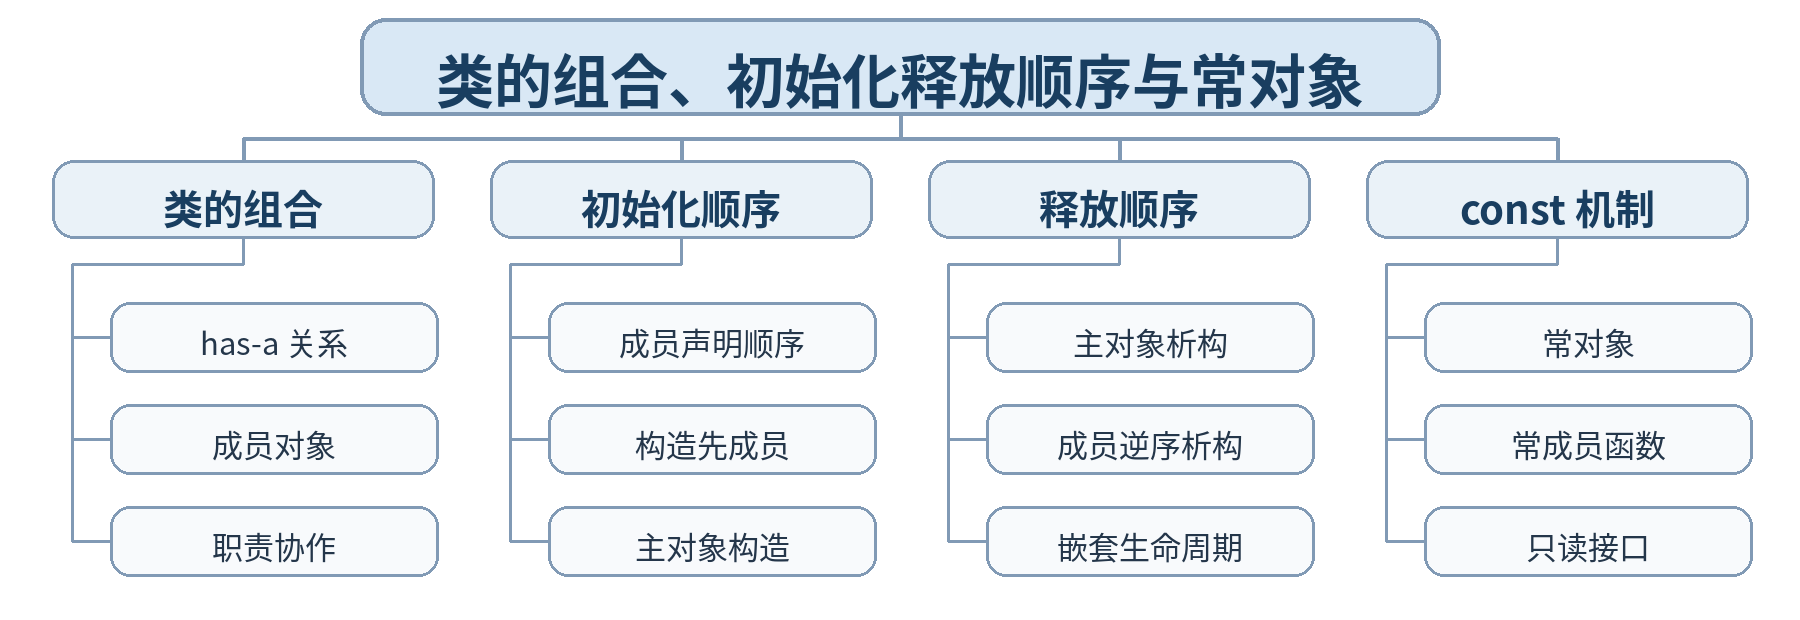 类的组合、初始化释放顺序与常对象
类的组合
初始化顺序
释放顺序
const 机制
has-a 关系
成员声明顺序
主对象析构
常对象
成员对象
构造先成员
成员逆序析构
常成员函数
职责协作
主对象构造
嵌套生命周期
只读接口